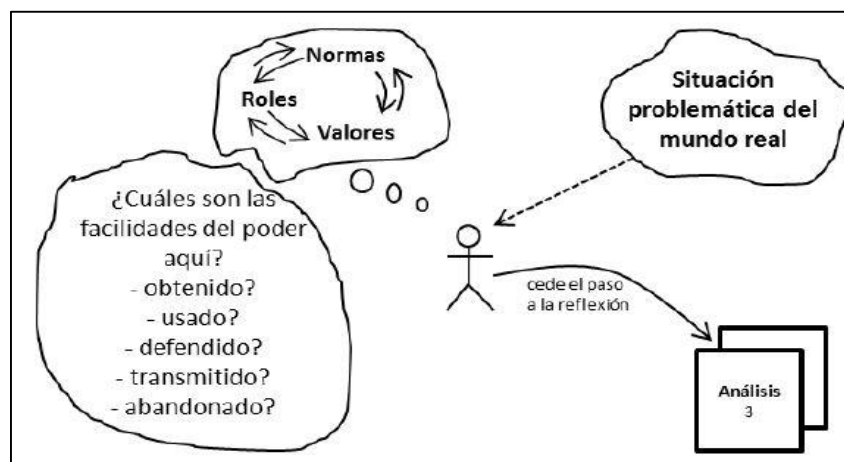 Normas
Roles
Valores
Situación
problemática del
mundo real
¿Cuáles son las
facilidades del poder
aquí?
- obtenido?
- usado?
- defendido?
- transmitido?
- abandonado?
cede el paso
a la reflexión
Análisis
3